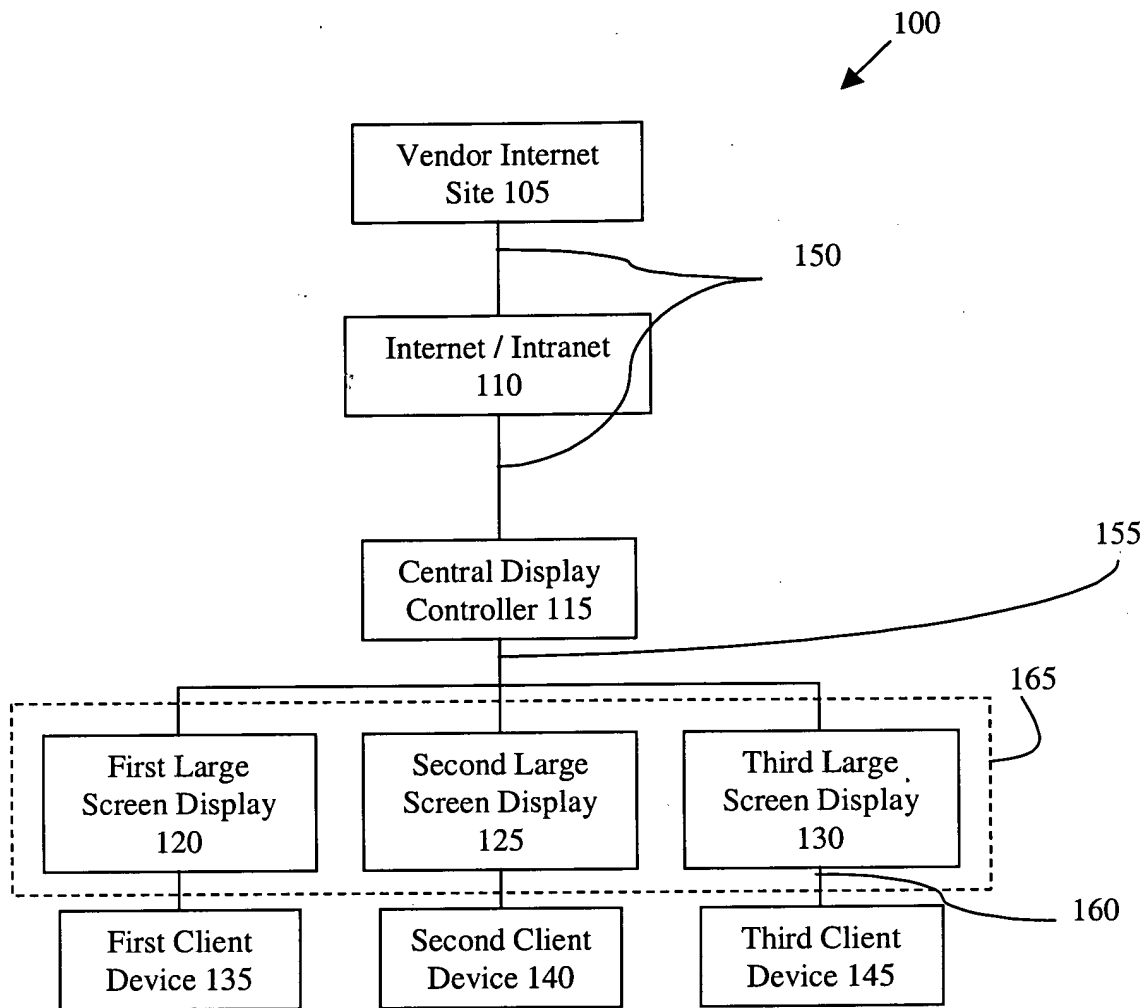 100
Vendor Internet
Site 105
150
Internet / Intranet
110
155
Central Display
Controller 115
165
First Large
Screen Display
120
Second Large
Screen Display
125
Third Large
Screen Display
130
160
First Client
Device 135
Second Client
Device 140
Third Client
Device 145